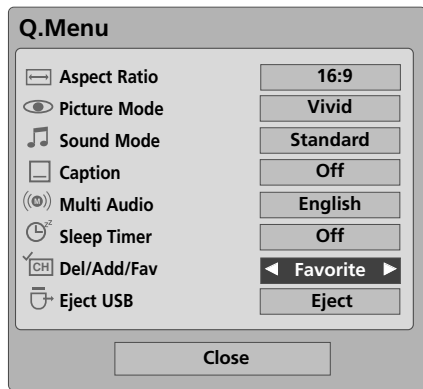 Q.Menu
Aspect Ratio 16:9
Picture Mode Vivid
Sound Mode Standard
Caption Off
Multi Audio English
Sleep Timer Off
Del/Add/Fav ◀ Favorite ▶
Eject USB Eject
Close